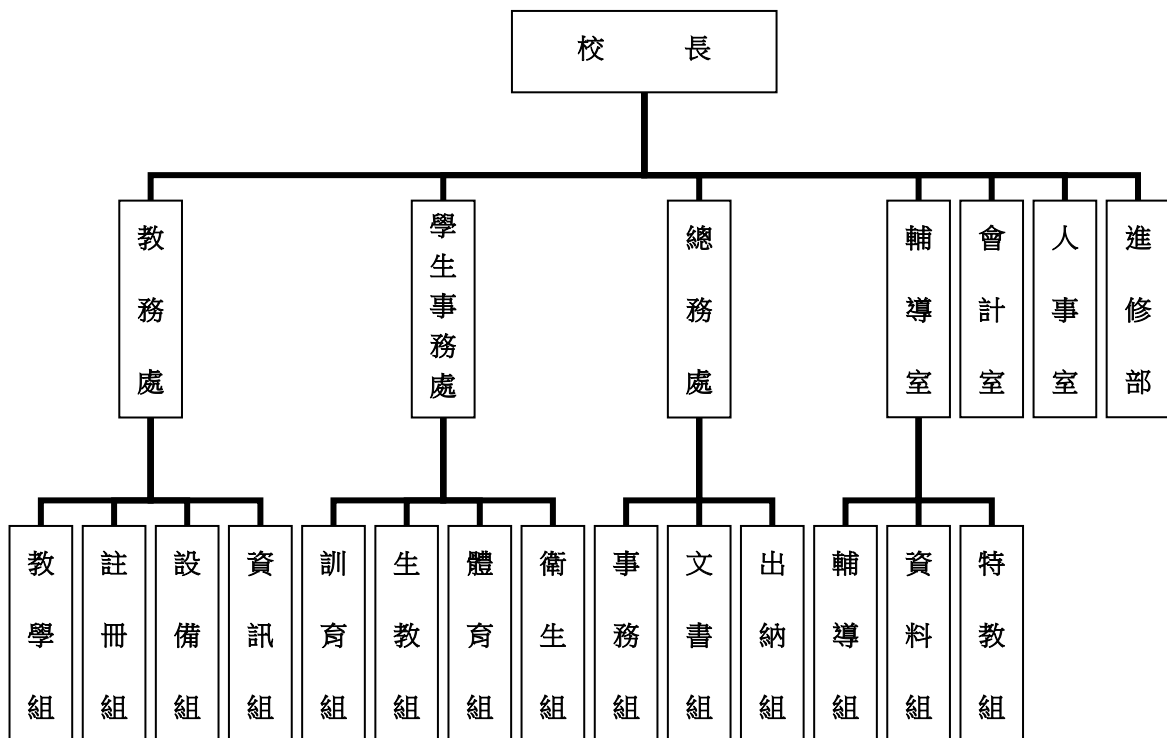 校長
教務處
學生事務處
總務處
輔導室
會計室
人事室
進修部
教學組
註冊組
設備組
資訊組
訓育組
生教組
體育組
衛生組
事務組
文書組
出納組
輔導組
資料組
特教組